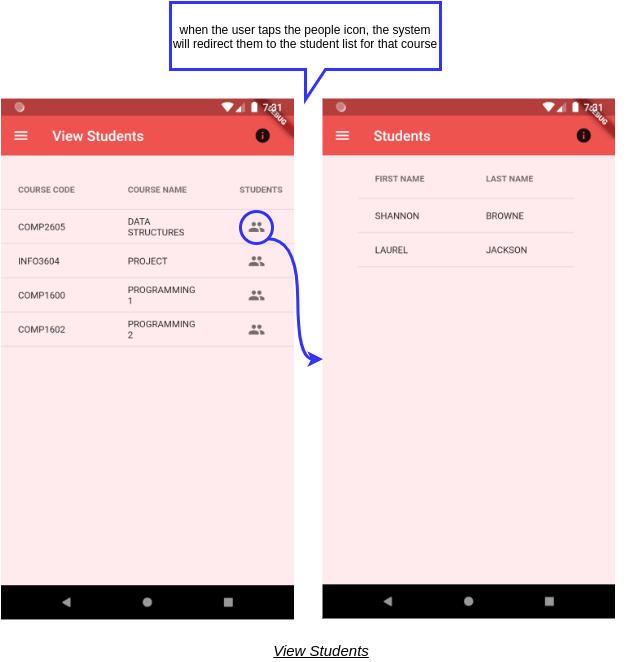 when the user taps the people icon, the system
will redirect them to the student list for that course
7:31
DEBUG
View Students
COURSE CODE COURSE NAME STUDENTS
COMP2605 DATA
STRUCTURES
INFO3604 PROJECT
COMP1600 PROGRAMMING
1
COMP1602 PROGRAMMING
2
7:31
DEBUG
Students
FIRST NAME LAST NAME
SHANNON BROWNE
LAUREL JACKSON
View Students